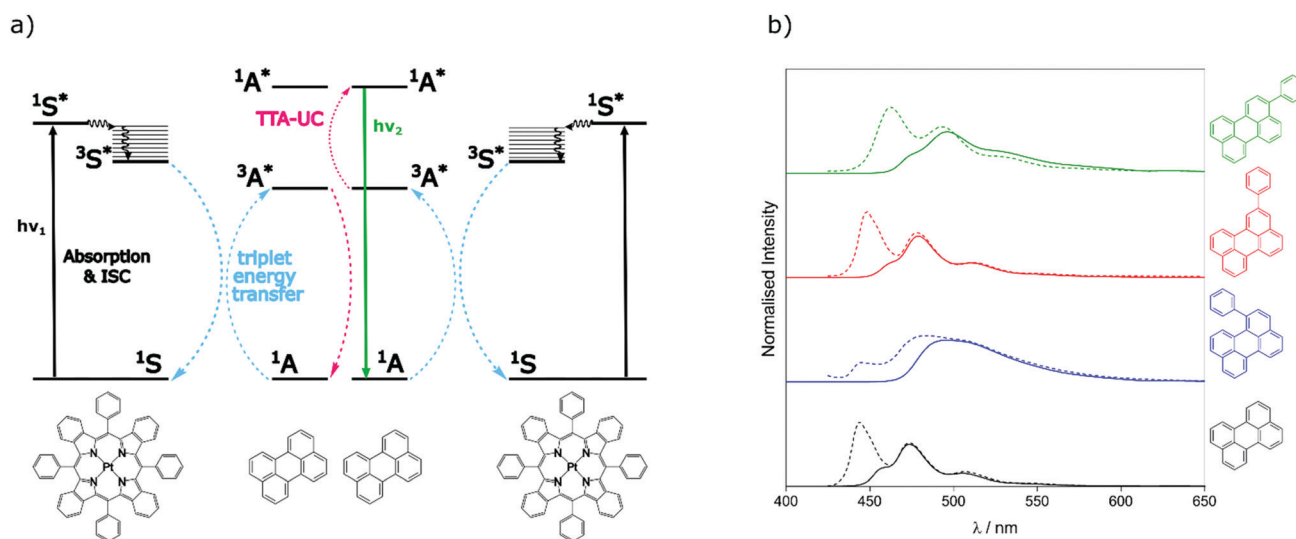 a)
b)
¹A*
¹A*
¹S*
¹S*
TTA-UC
hν₂
³S*
³S*
³A*
³A*
hν₁
Absorption
& ISC
triplet
energy
transfer
¹S
¹A
¹A
¹S
N
N
Pt
N
N
N
N
Pt
N
N
Normalised Intensity
400
450
500
550
600
650
λ / nm